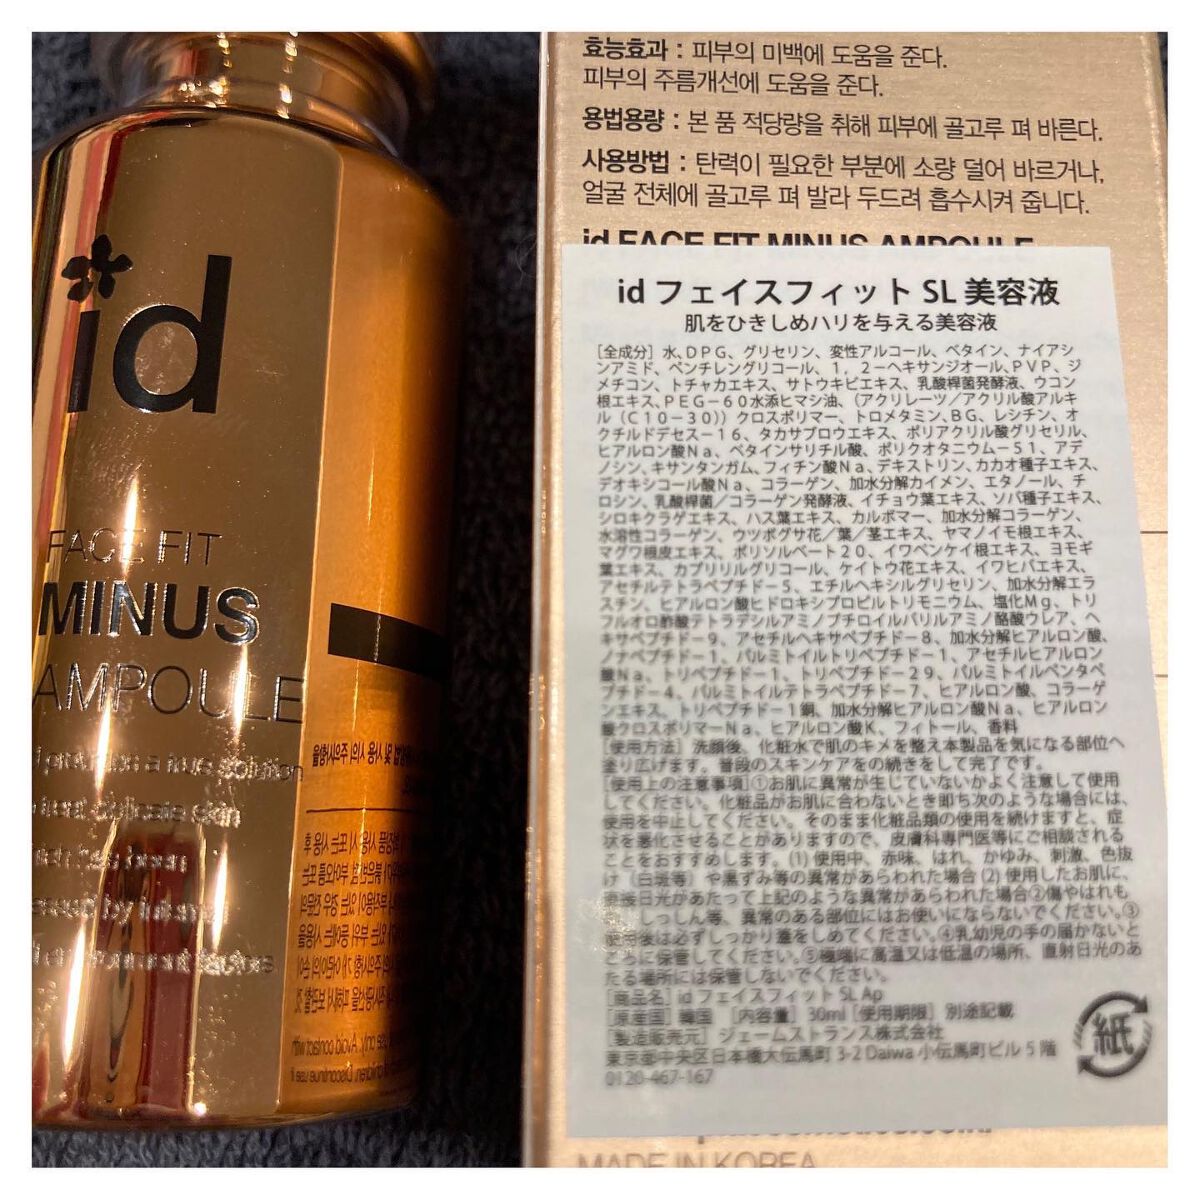 id
FACE FIT
MINUS
AMPOULE
효능효과 : 피부의 미백에 도움을 준다.
피부의 주름개선에 도움을 준다.
용법용량 : 본 품 적당량을 취해 피부에 골고루 펴 바른다.
사용방법 : 탄력이 필요한 부분에 소량 덜어 바르거나,
얼굴 전체에 골고루 펴 발라 두드려 흡수시켜 줍니다.
id FACE FIT MINUS AMPOULE
id フェイスフィット SL 美容液
肌をひきしめハリを与える美容液
［全成分］水、ＤＰＧ、グリセリン、変性アルコール、ベタイン、ナイアシ
ンアミド、ペンチレングリコール、１，２－ヘキサンジオール、ＰＶＰ、ジ
メチコン、トチャカエキス、サトウキビエキス、乳酸桿菌発酵液、ウコン
根エキス、ＰＥＧ－６０水添ヒマシ油、（アクリレーツ／アクリル酸アルキ
ル（Ｃ１０－３０））クロスポリマー、トロメタミン、ＢＧ、レシチン、オ
クチルドデセス－１６、タカサブロウエキス、ポリアクリル酸グリセリル、
ヒアルロン酸Ｎａ、ベタインサリチル酸、ポリクオタニウム－５１、アデ
ノシン、キサンタンガム、フィチン酸Ｎａ、デキストリン、カカオ種子エキス、
デオキシコール酸Ｎａ、コラーゲン、加水分解カイメン、エタノール、チ
ロシン、乳酸桿菌／コラーゲン発酵液、イチョウ葉エキス、ソバ種子エキス、
シロキクラゲエキス、ハス葉エキス、カルボマー、加水分解コラーゲン、
水溶性コラーゲン、ウツボグサ花／葉／茎エキス、ヤマノイモ根エキス、
マグワ根皮エキス、ポリソルベート２０、イワベンケイ根エキス、ヨモギ
葉エキス、カプリリルグリコール、ケイトウ花エキス、イワヒバエキス、
アセチルテトラペプチド－５、エチルヘキシルグリセリン、加水分解エラ
スチン、ヒアルロン酸ヒドロキシプロピルトリモニウム、塩化Ｍｇ、トリ
フルオロ酢酸テトラデシルアミノブチロイルバリルアミノ酪酸ウレア、ヘ
キサペプチド－９、アセチルヘキサペプチド－８、加水分解ヒアルロン酸、
ノナペプチド－１、パルミトイルトリペプチド－１、アセチルヒアルロン
酸Ｎａ、トリペプチド－１、トリペプチド－２９、パルミトイルペンタペ
プチド－４、パルミトイルテトラペプチド－７、ヒアルロン酸、コラーゲ
ンエキス、トリペプチド－１銅、加水分解ヒアルロン酸Ｎａ、ヒアルロン
酸クロスポリマーＮａ、ヒアルロン酸Ｋ、フィトール、香料
［使用方法］洗顔後、化粧水で肌のキメを整え本製品を気になる部位へ
塗り広げます。普段のスキンケアをの続きをして完了です。
［使用上の注意事項］①お肌に異常が生じていないかよく注意して使用
してください。化粧品がお肌に合わないとき即ち次のような場合には、
使用を中止してください。そのまま化粧品類の使用を続けますと、症
状を悪化させることがありますので、皮膚科専門医等にご相談される
ことをおすすめします。(1) 使用中、赤味、はれ、かゆみ、刺激、色抜
け（白斑等）や黒ずみ等の異常があらわれた場合 (2) 使用したお肌に、
直接日光があたって上記のような異常があらわれた場合②傷やはれも
の、しっしん等、異常のある部位にはお使いにならないでください。③
使用後は必ずしっかり蓋をしめてください。④乳幼児の手の届かないと
ころに保管してください。⑤極端に高温又は低温の場所、直射日光のあ
たる場所には保管しないでください。
［商品名］id フェイスフィット SL Ap
［原産国］韓国　［内容量］30ml［使用期限］別途記載
［製造販売元］ジェームストランス株式会社
東京都中央区日本橋大伝馬町 3-2 Daiwa 小伝馬町ビル 5 階
0120-467-167
紙
MADE IN KOREA